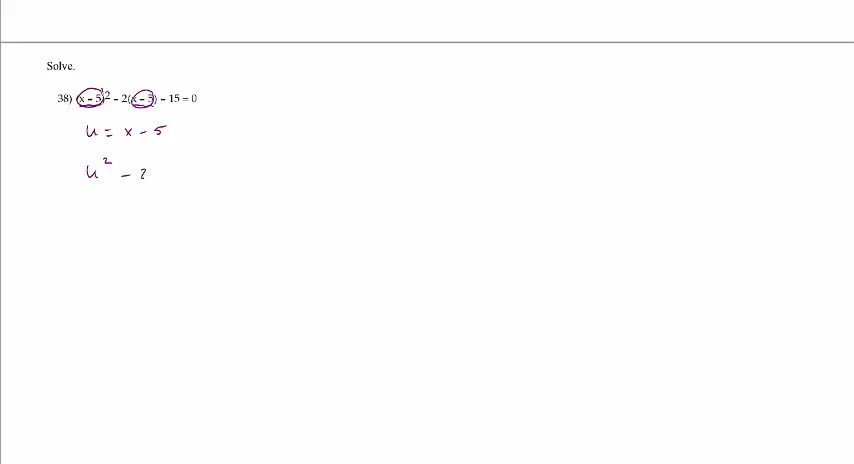 Solve.
38) (x - 5)2 - 2(x - 5) - 15 = 0
u = x - 5
u² - 2